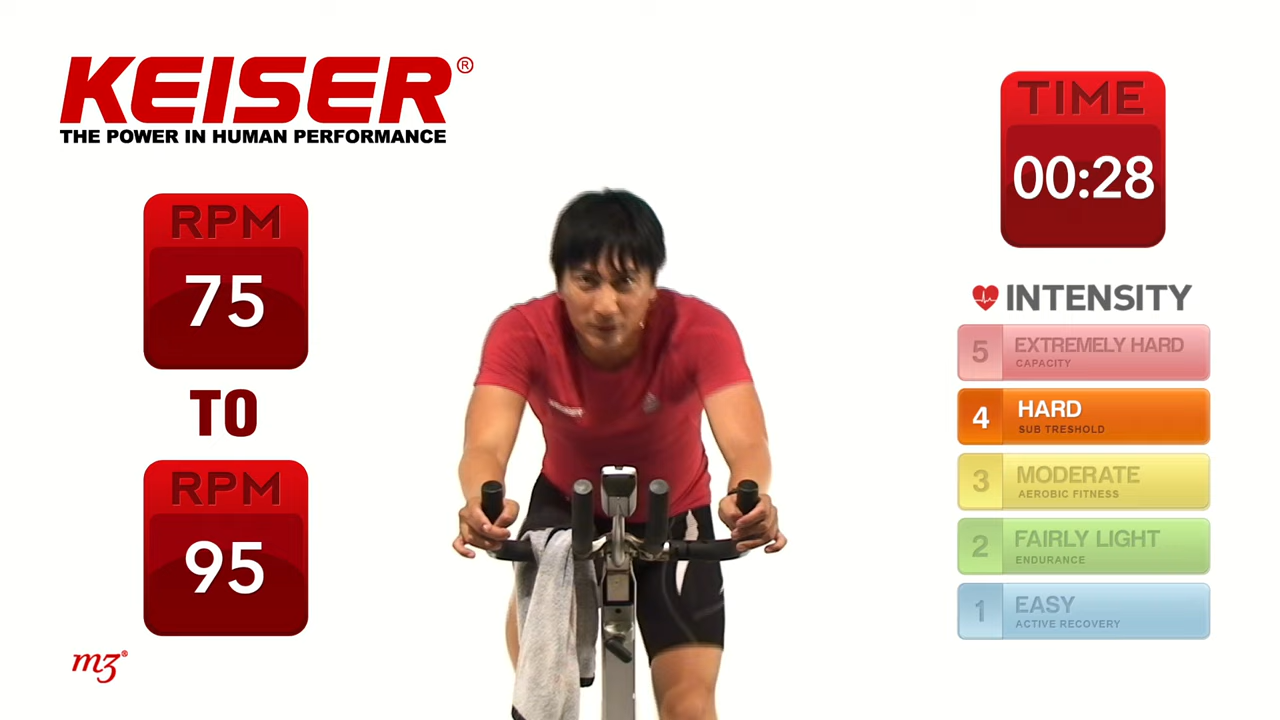 KEISER®
THE POWER IN HUMAN PERFORMANCE
RPM
75
TO
RPM
95
m3®
TIME
00:28
INTENSITY
5 EXTREMELY HARD
CAPACITY
4 HARD
SUB TRESHOLD
3 MODERATE
AEROBIC FITNESS
2 FAIRLY LIGHT
ENDURANCE
1 EASY
ACTIVE RECOVERY